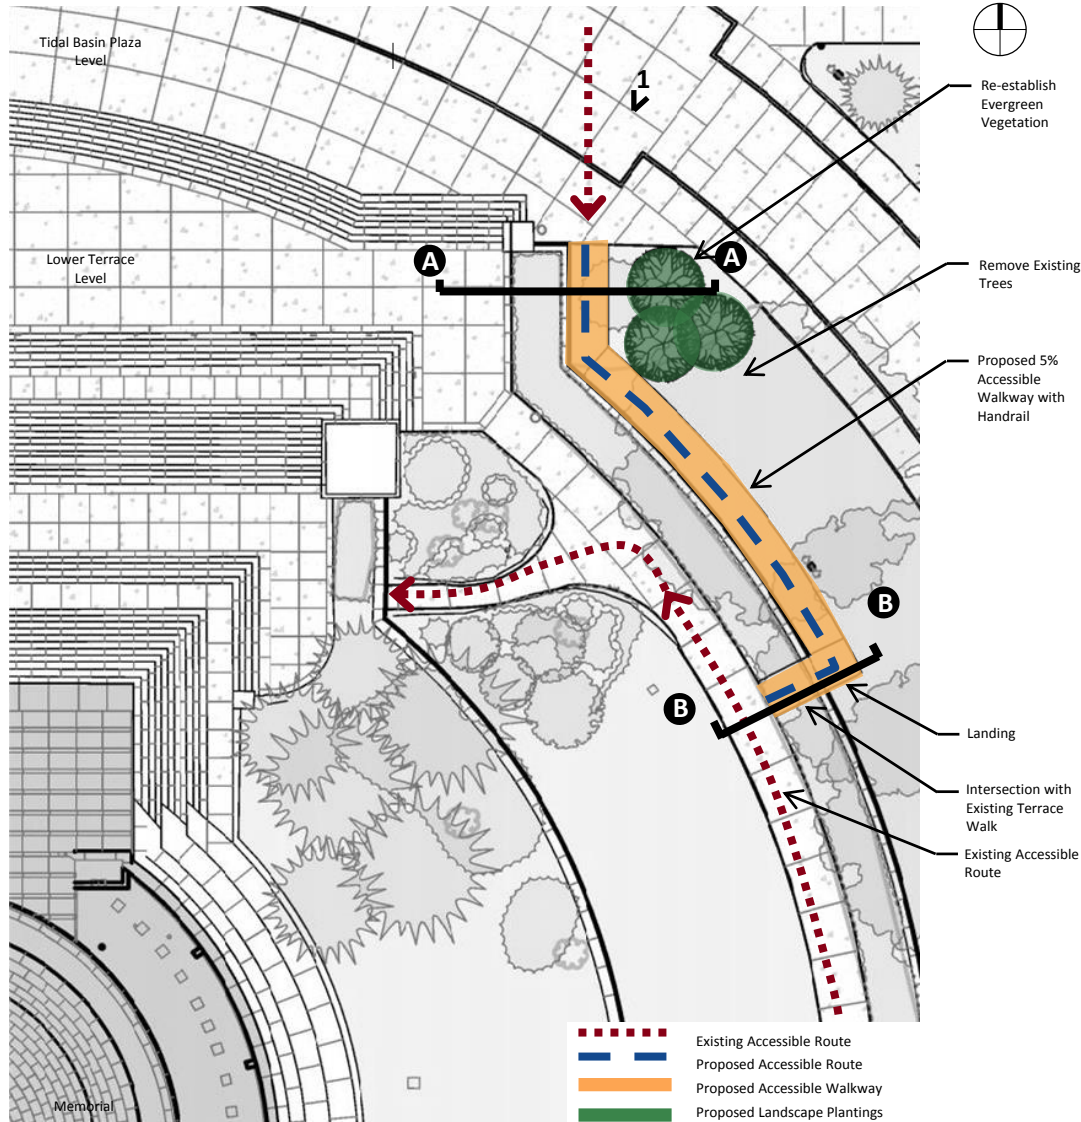 Tidal Basin Plaza
Level
1
Re-establish
Evergreen
Vegetation
A
A
Lower Terrace
Level
Remove Existing
Trees
Proposed 5%
Accessible
Walkway with
Handrail
B
B
Landing
Intersection with
Existing Terrace
Walk
Existing Accessible
Route
Memorial
Existing Accessible Route
Proposed Accessible Route
Proposed Accessible Walkway
Proposed Landscape Plantings